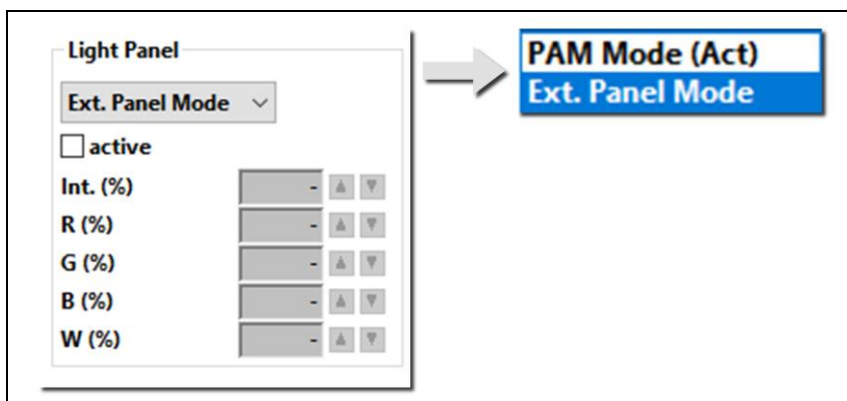 Light Panel
Ext. Panel Mode
active
Int. (%) -
R (%) -
G (%) -
B (%) -
W (%) -
PAM Mode (Act)
Ext. Panel Mode